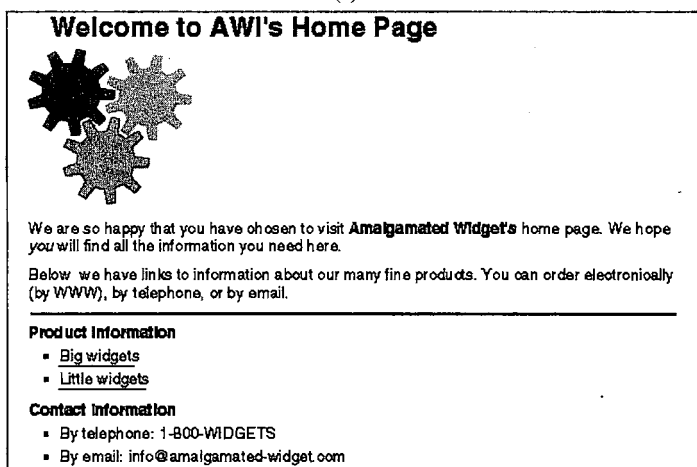 Welcome to AWI's Home Page
We are so happy that you have chosen to visit Amalgamated Widget's home page. We hope
you will find all the information you need here.
Below we have links to information about our many fine products. You can order electronically
(by WWW), by telephone, or by email.
Product Information
▪ Big widgets
▪ Little widgets
Contact Information
▪ By telephone: 1-800-WIDGETS
▪ By email: info@amalgamated-widget.com